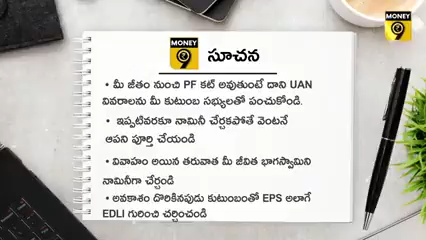 MONEY
9
MONEY
9
సూచన
• మీ జీతం నుంచి PF కట్ అవుతుంటే దాని UAN
వివరాలను మీ కుటుంబ సభ్యులతో పంచుకోండి.
• ఇప్పటివరకూ నామినీ చేర్చకపోతే వెంటనే
ఆపని పూర్తి చేయండి
• వివాహం అయిన తరువాత మీ జీవిత భాగస్వామిని
నామినీగా చేర్చండి
• అవకాశం దొరికినపుడు కుటుంబంతో EPS అలాగే
EDLI గురించి చర్చించండి